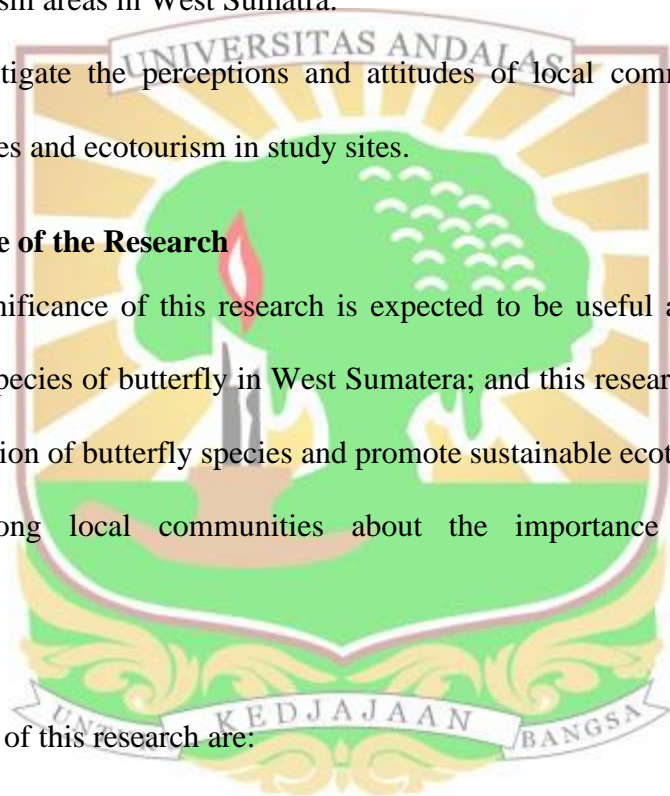 sm areas in West Sumatra.
UNIVERSITAS ANDALAS
tigate the perceptions and attitudes of local comm
es and ecotourism in study sites.
e of the Research
nificance of this research is expected to be useful a
pecies of butterfly in West Sumatera; and this resear
ion of butterfly species and promote sustainable ecot
ong local communities about the importance
KEDJAJAAN BANGSA
of this research are: